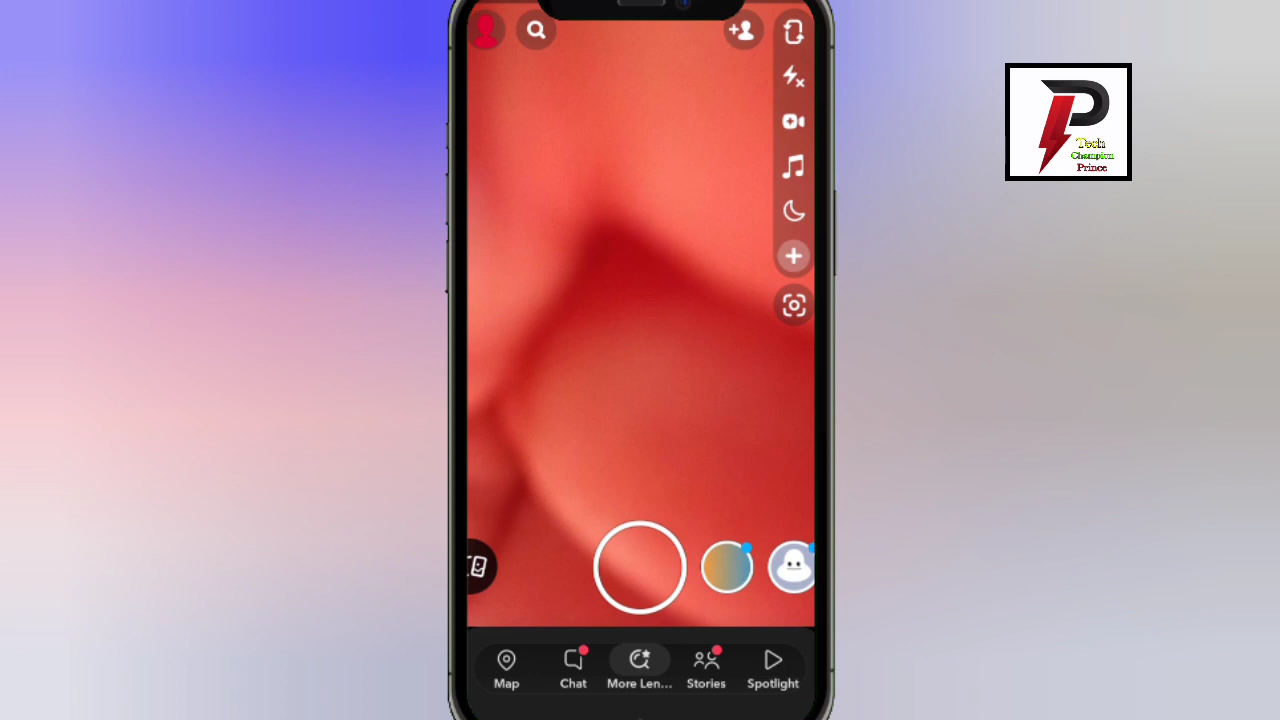 Tech
Champion
Prince
Map
Chat
More Len...
Stories
Spotlight